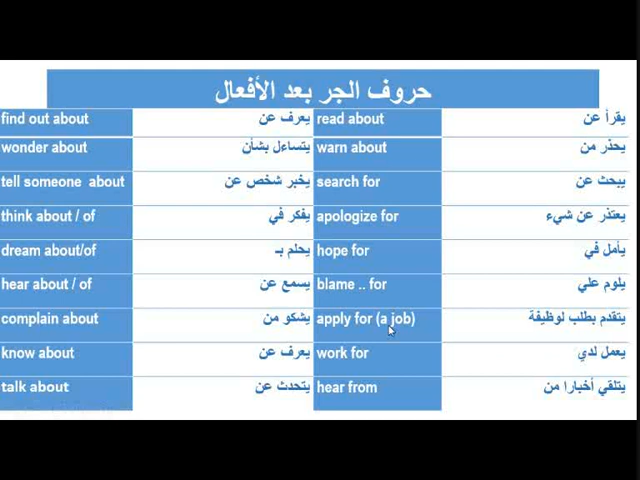 حروف الجر بعد الأفعال
find out about يعرف عن read about يقرأ عن
wonder about يتساءل بشأن warn about يحذر من
tell someone about يخبر شخص عن search for يبحث عن
think about / of يفكر في apologize for يعتذر عن شيء
dream about/of يحلم بـ hope for يأمل في
hear about / of يسمع عن blame .. for يلوم علي
complain about يشكو من apply for (a job) يتقدم بطلب لوظيفة
know about يعرف عن work for يعمل لدي
talk about يتحدث عن hear from يتلقي أخبارا من